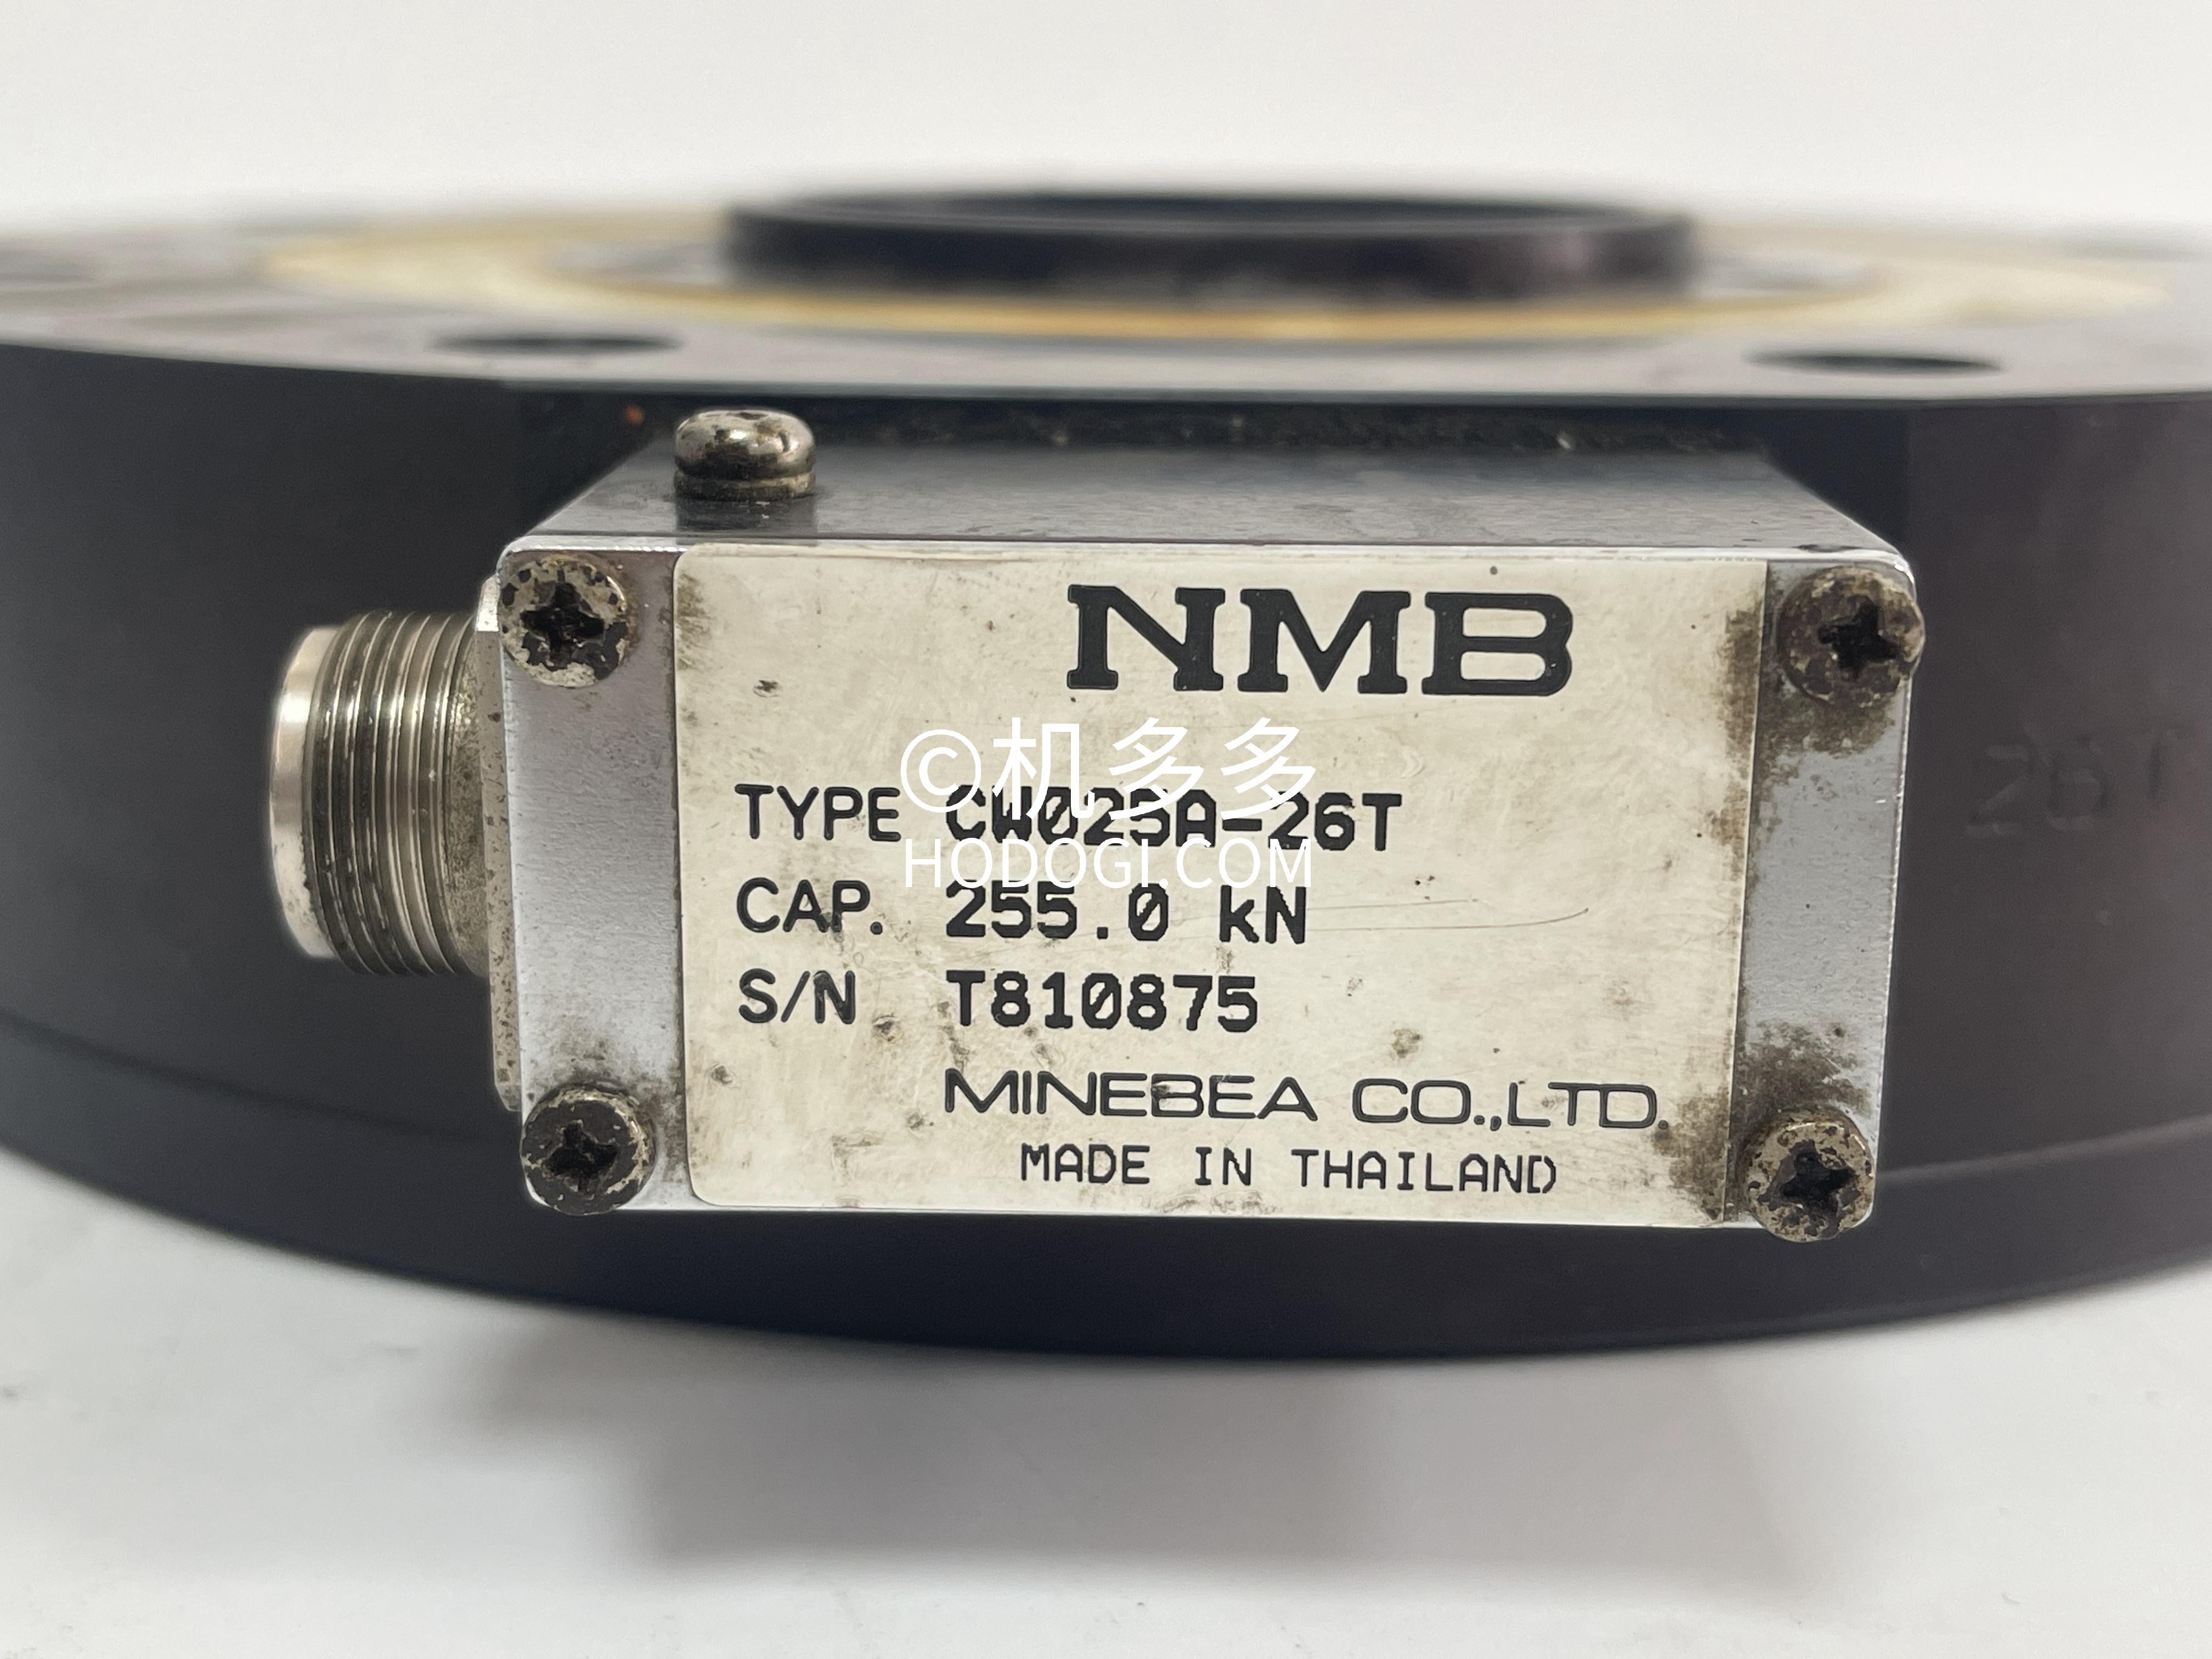 NMB
©机多多
TYPE CW025A-26T
HODOGI.COM
CAP. 255.0 kN
S/N T810875
MINEBEA CO.,LTD.
MADE IN THAILAND
26T